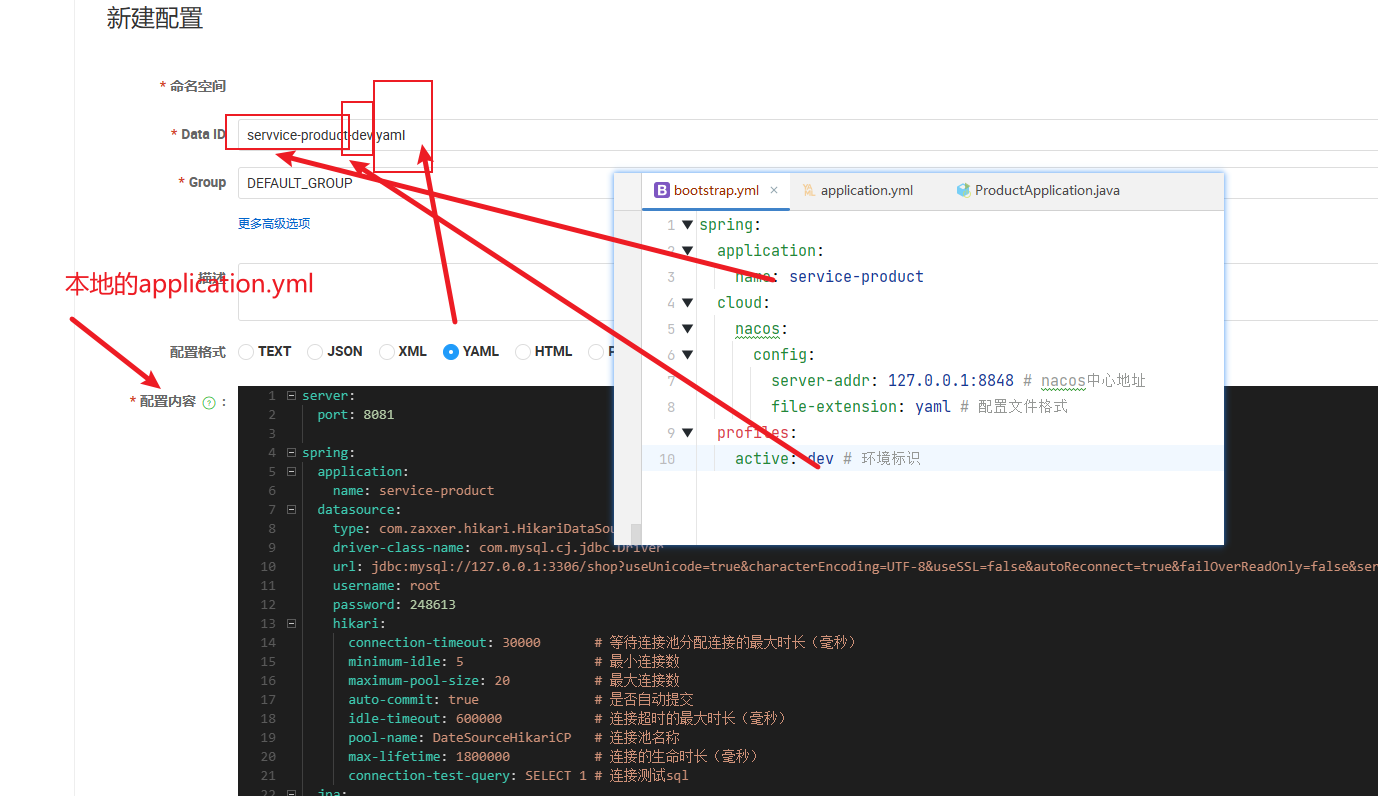 新建配置
* 命名空间
* Data ID
servvice-product-dev.yaml
* Group
DEFAULT_GROUP
更多高级选项
描述
本地的application.yml
配置格式
TEXT
JSON
XML
YAML
HTML
* 配置内容 ? :
1 server:
2 port: 8081
3
4 spring:
5 application:
6 name: service-product
7 datasource:
8 type: com.zaxxer.hikari.HikariDataSou
9 driver-class-name: com.mysql.cj.jdbc.Driver
10 url: jdbc:mysql://127.0.0.1:3306/shop?useUnicode=true&characterEncoding=UTF-8&useSSL=false&autoReconnect=true&failOverReadOnly=false&ser
11 username: root
12 password: 248613
13 hikari:
14 connection-timeout: 30000 # 等待连接池分配连接的最大时长（毫秒）
15 minimum-idle: 5 # 最小连接数
16 maximum-pool-size: 20 # 最大连接数
17 auto-commit: true # 是否自动提交
18 idle-timeout: 600000 # 连接超时的最大时长（毫秒）
19 pool-name: DateSourceHikariCP # 连接池名称
20 max-lifetime: 1800000 # 连接的生命时长（毫秒）
21 connection-test-query: SELECT 1 # 连接测试sql
22 jpa:
B bootstrap.yml ×
application.yml
ProductApplication.java
1 spring:
2 application:
3 name: service-product
4 cloud:
5 nacos:
6 config:
7 server-addr: 127.0.0.1:8848 # nacos中心地址
8 file-extension: yaml # 配置文件格式
9 profiles:
10 active: dev # 环境标识